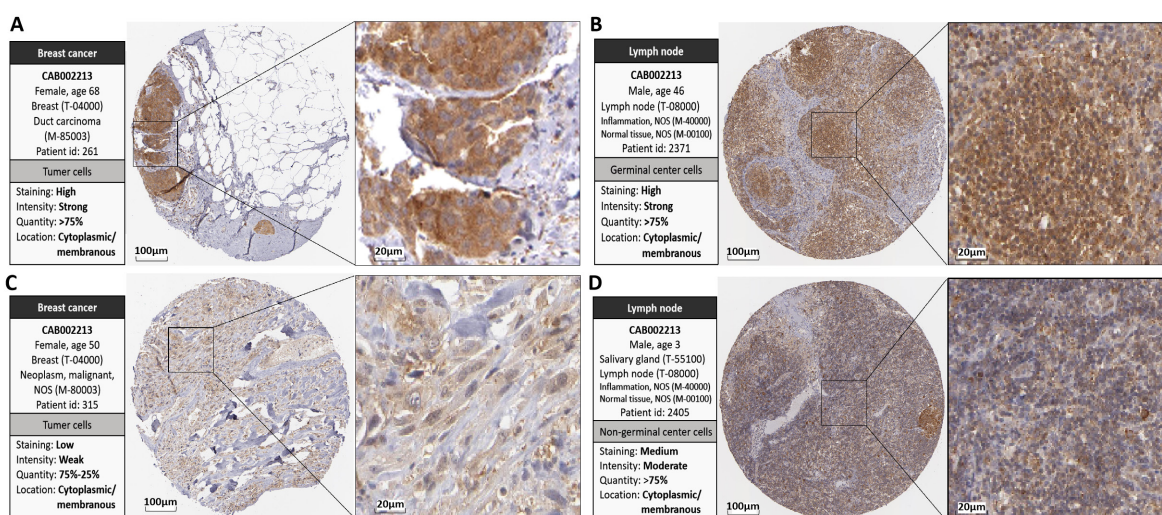 A
Breast cancer
CAB002213
Female, age 68
Breast (T-04000)
Duct carcinoma
(M-85003)
Patient id: 261
Tumer cells
Staining: High
Intensity: Strong
Quantity: >75%
Location: Cytoplasmic/
membranous
100μm
20μm
B
Lymph node
CAB002213
Male, age 46
Lymph node (T-08000)
Inflammation, NOS (M-40000)
Normal tissue, NOS (M-00100)
Patient id: 2371
Germinal center cells
Staining: High
Intensity: Strong
Quantity: >75%
Location: Cytoplasmic/
membranous
100μm
20μm
C
Breast cancer
CAB002213
Female, age 50
Breast (T-04000)
Neoplasm, malignant,
NOS (M-80003)
Patient id: 315
Tumer cells
Staining: Low
Intensity: Weak
Quantity: 75%-25%
Location: Cytoplasmic/
membranous
100μm
20μm
D
Lymph node
CAB002213
Male, age 3
Salivary gland (T-55100)
Lymph node (T-08000)
Inflammation, NOS (M-40000)
Normal tissue, NOS (M-00100)
Patient id: 2405
Non-germinal center cells
Staining: Medium
Intensity: Moderate
Quantity: >75%
Location: Cytoplasmic/
membranous
100μm
20μm